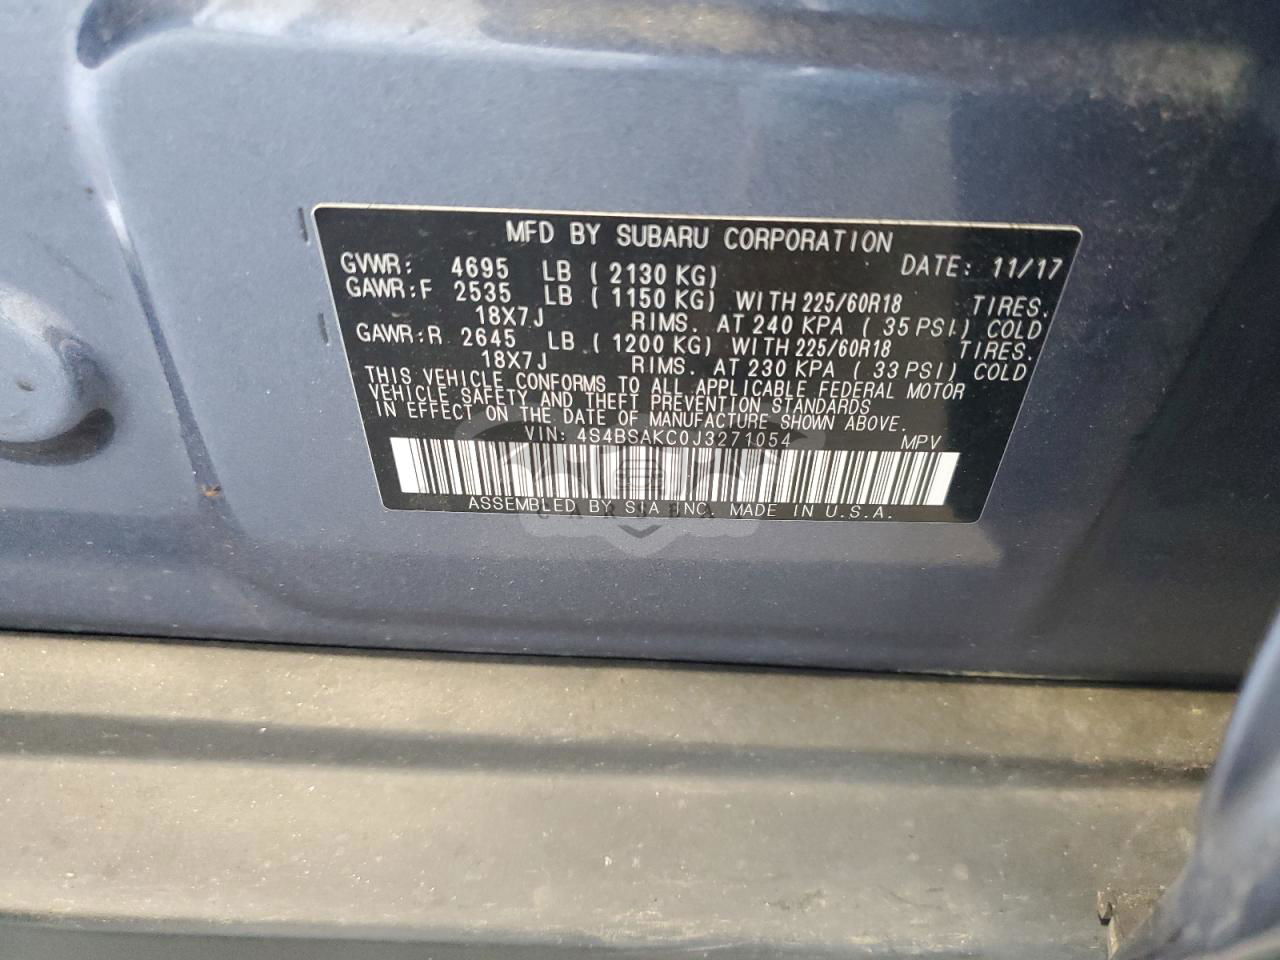 MFD BY SUBARU CORPORATION
GVWR: 4695 LB ( 2130 KG) DATE: 11/17
GAWR:F 2535 LB ( 1150 KG) WITH 225/60R18 TIRES.
18X7J RIMS. AT 240 KPA ( 35 PSI.) COLD
GAWR:R 2645 LB ( 1200 KG) WITH 225/60R18 TIRES.
18X7J RIMS. AT 230 KPA ( 33 PSI) COLD
THIS VEHICLE CONFORMS TO ALL APPLICABLE FEDERAL MOTOR
VEHICLE SAFETY AND THEFT PREVENTION STANDARDS
IN EFFECT ON THE DATE OF MANUFACTURE SHOWN ABOVE.
VIN: 4S4BSAKC0J3271054 MPV
ASSEMBLED BY SIA INC. MADE IN U.S.A.